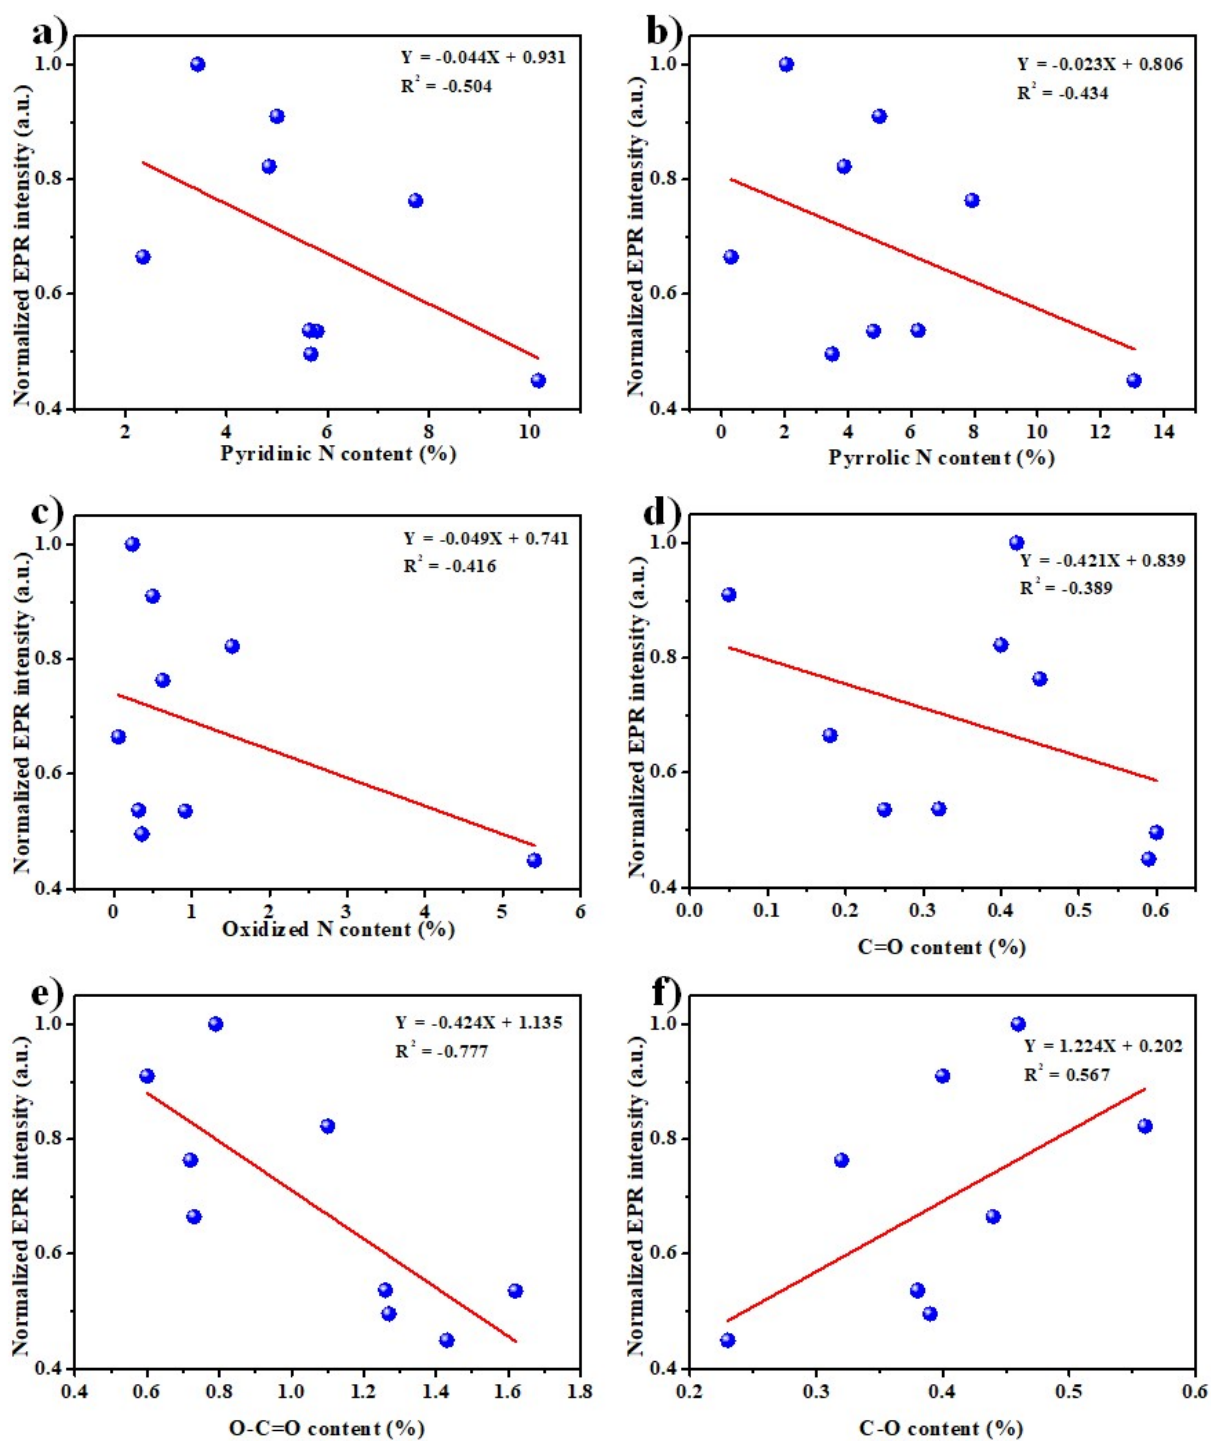 a)
Y = -0.044X + 0.931
R² = -0.504
Normalized EPR intensity (a.u.)
1.0
0.8
0.6
0.4
2 4 6 8 10
Pyridinic N content (%)
b)
Y = -0.023X + 0.806
R² = -0.434
Normalized EPR intensity (a.u.)
1.0
0.8
0.6
0.4
0 2 4 6 8 10 12 14
Pyrrolic N content (%)
c)
Y = -0.049X + 0.741
R² = -0.416
Normalized EPR intensity (a.u.)
1.0
0.8
0.6
0.4
0 1 2 3 4 5 6
Oxidized N content (%)
d)
Y = -0.421X + 0.839
R² = -0.389
Normalized EPR intensity (a.u.)
1.0
0.8
0.6
0.4
0.0 0.1 0.2 0.3 0.4 0.5 0.6
C=O content (%)
e)
Y = -0.424X + 1.135
R² = -0.777
Normalized EPR intensity (a.u.)
1.0
0.8
0.6
0.4
0.4 0.6 0.8 1.0 1.2 1.4 1.6 1.8
O-C=O content (%)
f)
Y = 1.224X + 0.202
R² = 0.567
Normalized EPR intensity (a.u.)
1.0
0.8
0.6
0.4
0.2 0.3 0.4 0.5 0.6
C-O content (%)